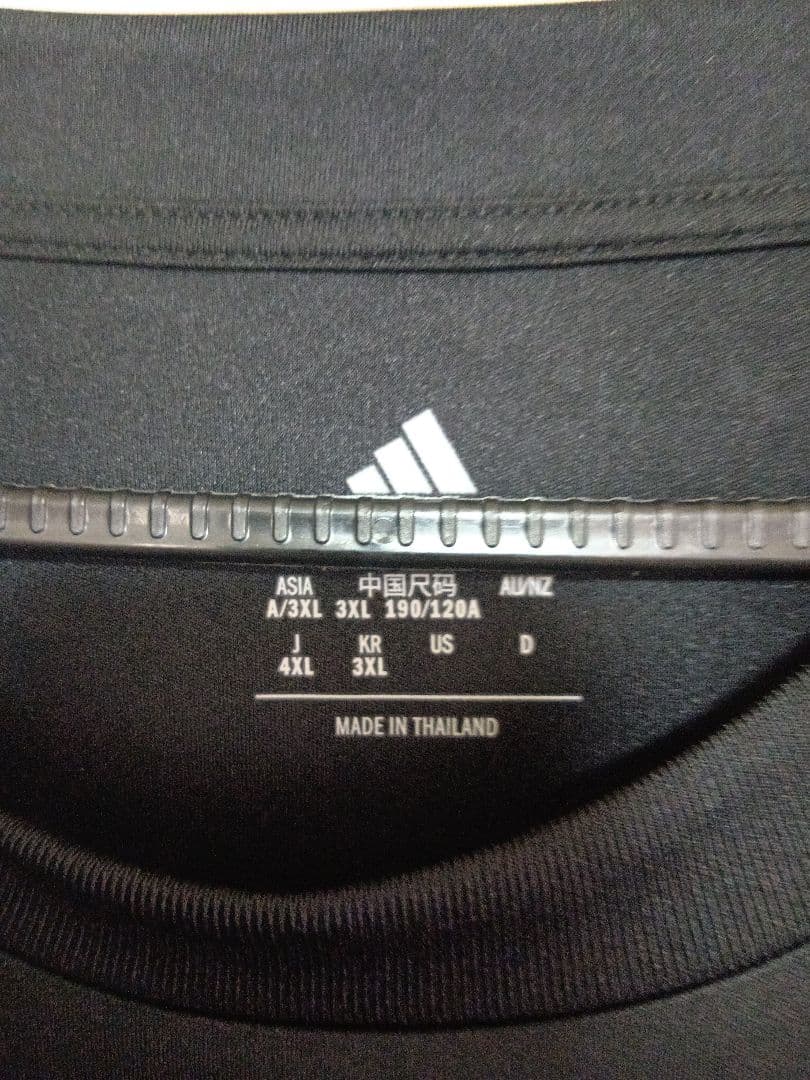 ASIA 中国尺码 AU/NZ
A/3XL 3XL 190/120A
J KR US D
4XL 3XL
MADE IN THAILAND